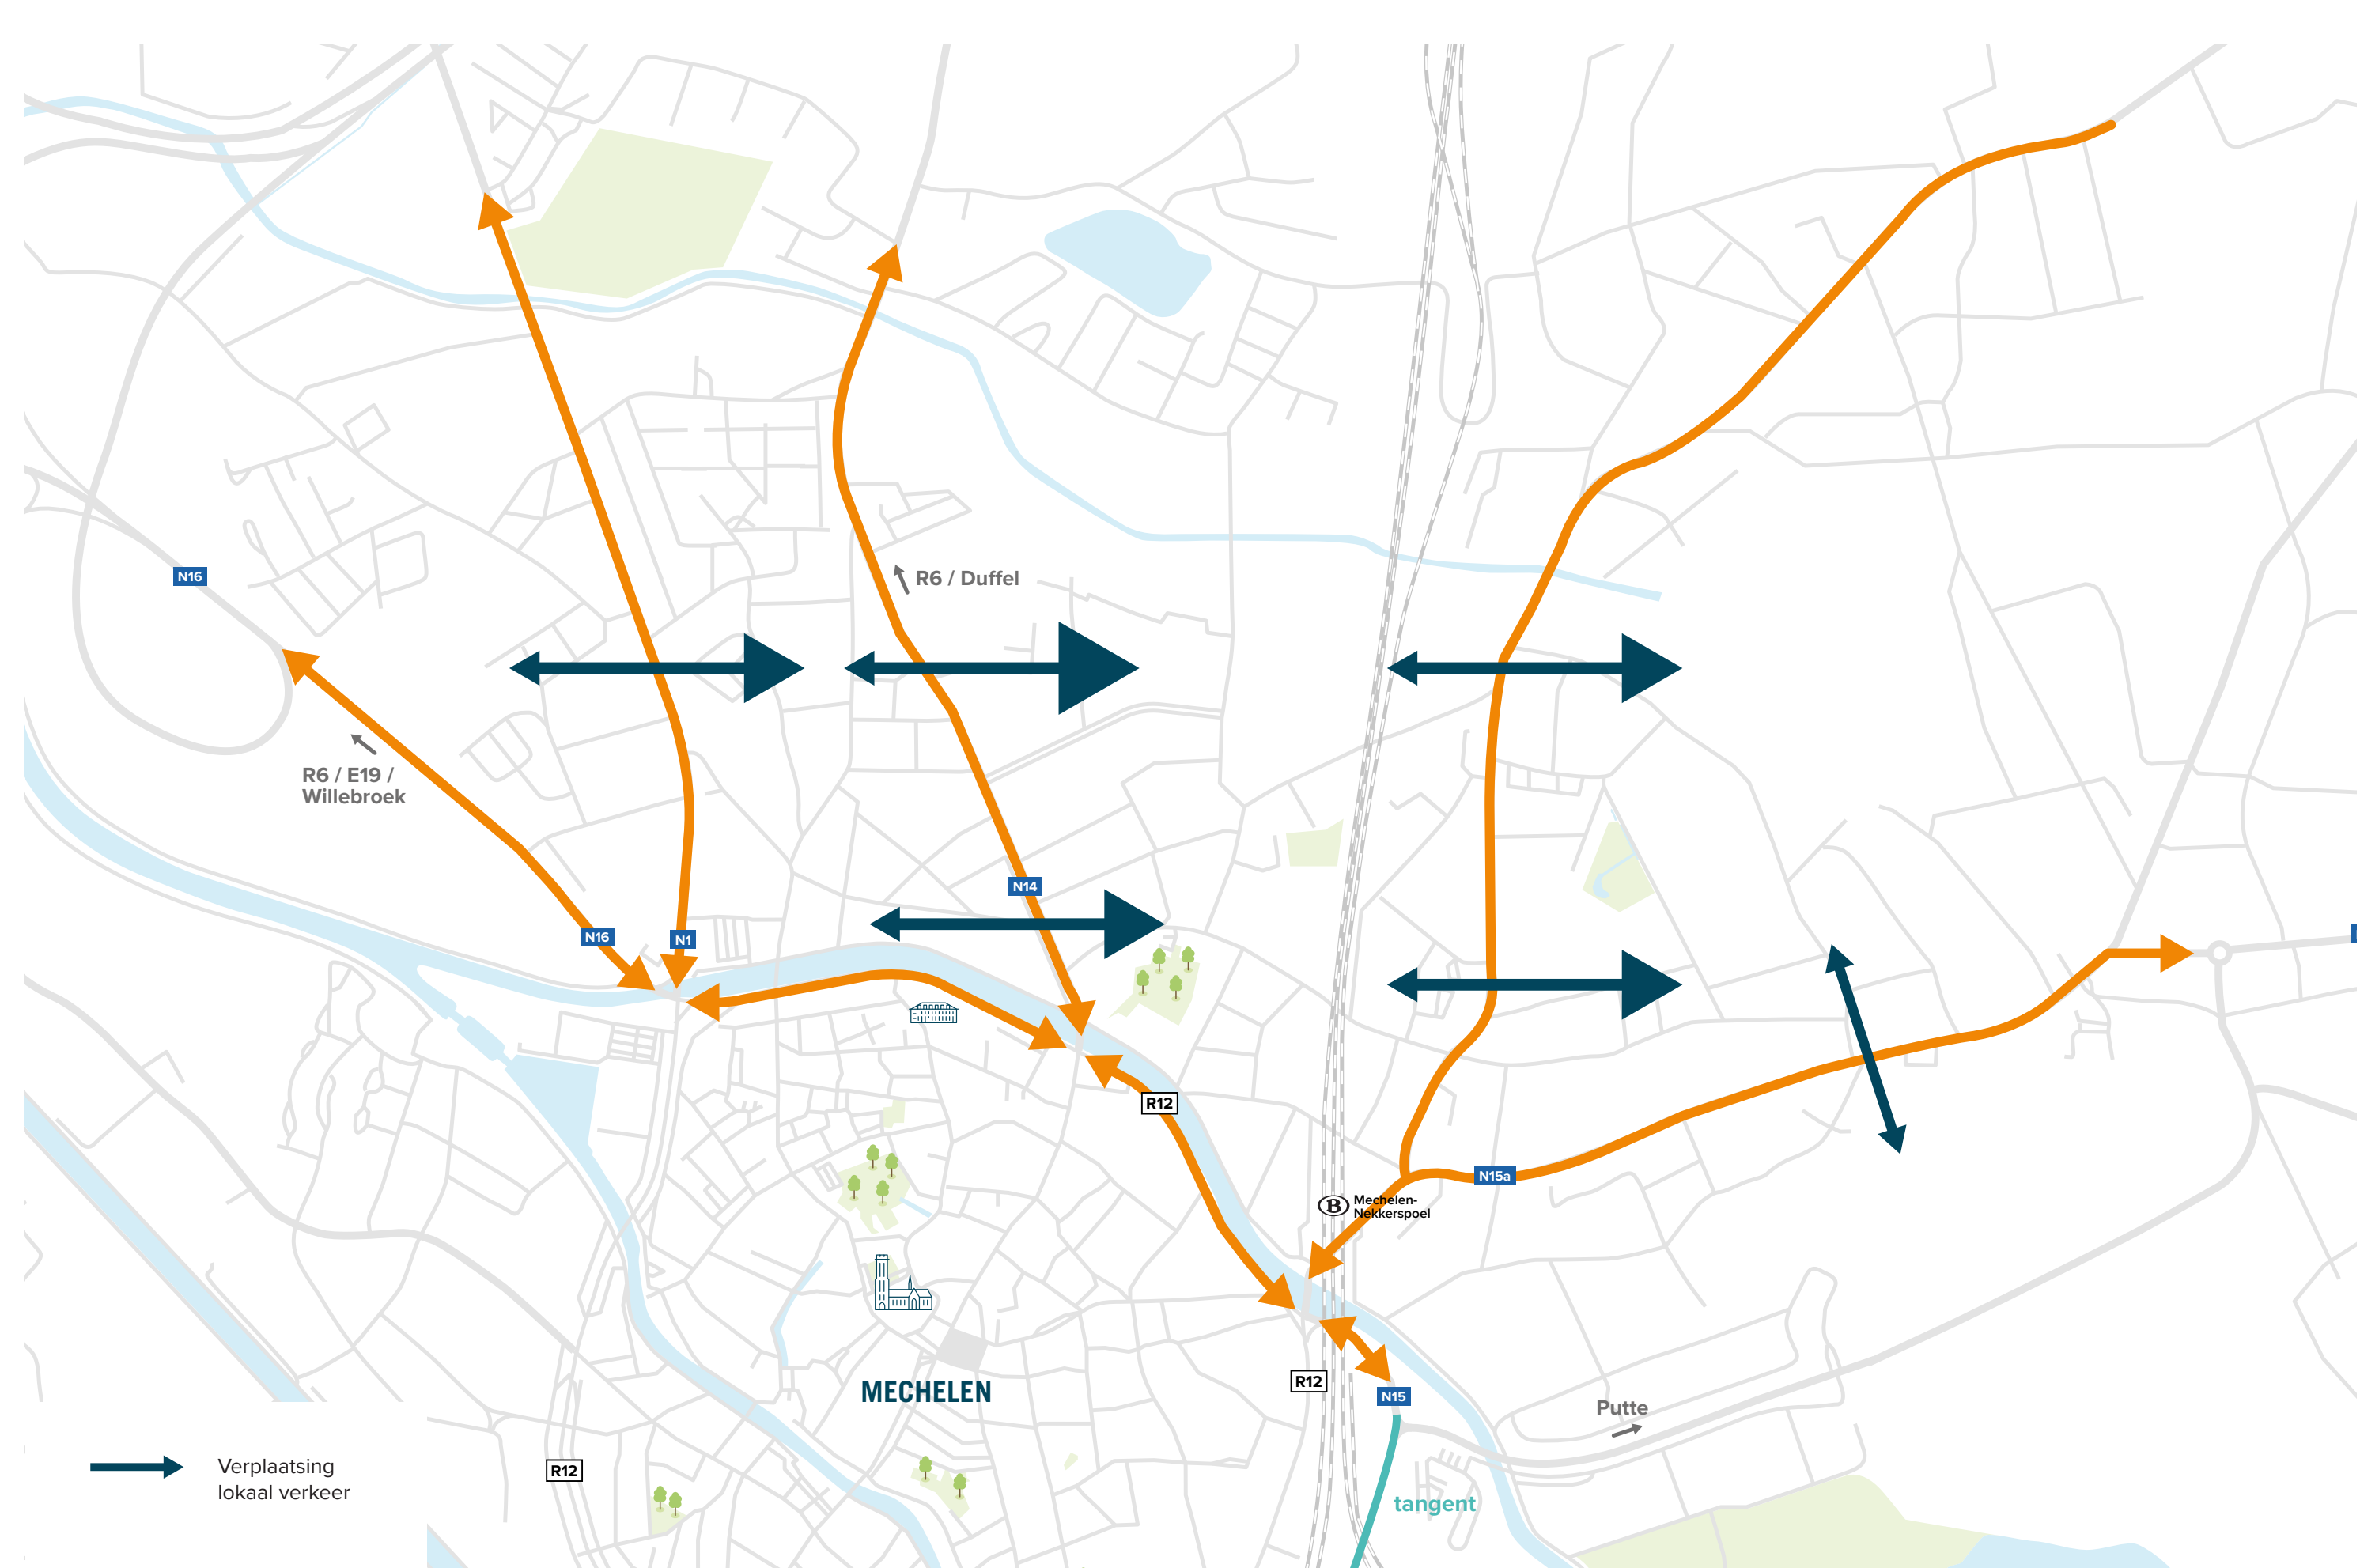 N16
R6 / Duffel
R6 / E19 /
Willebroek
N14
N16
N1
R12
N15a
B
Mechelen-
Nekkerspoel
MECHELEN
R12
N15
Putte
Verplaatsing
lokaal verkeer
R12
tangent